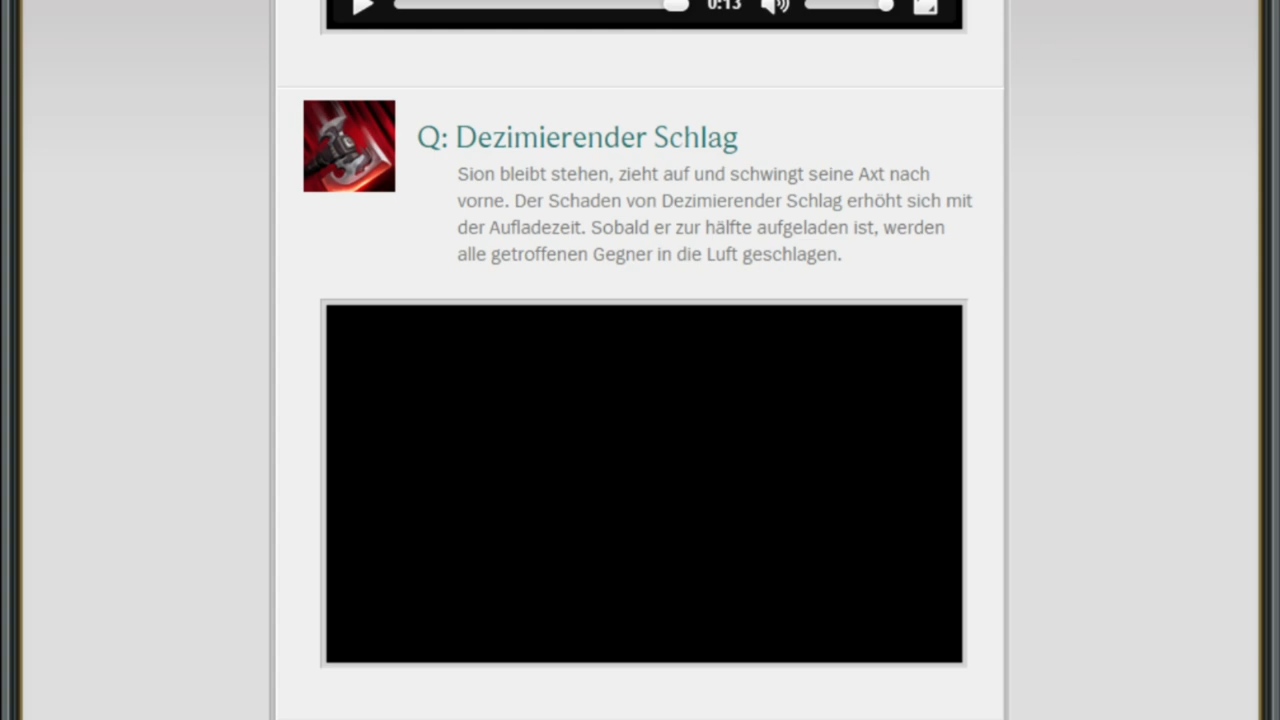 0:13
Q: Dezimierender Schlag
Sion bleibt stehen, zieht auf und schwingt seine Axt nach
vorne. Der Schaden von Dezimierender Schlag erhöht sich mit
der Aufladezeit. Sobald er zur hälfte aufgeladen ist, werden
alle getroffenen Gegner in die Luft geschlagen.